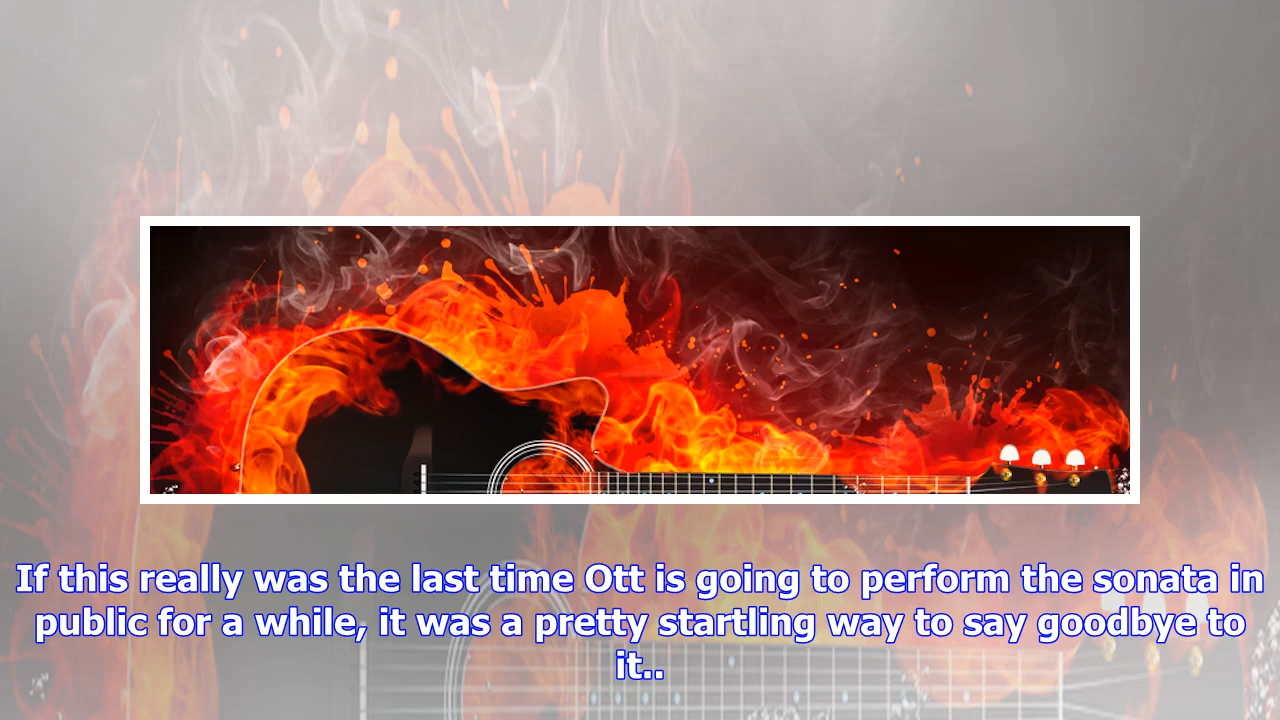 If this really was the last time Ott is going to perform the sonata in
public for a while, it was a pretty startling way to say goodbye to
it..